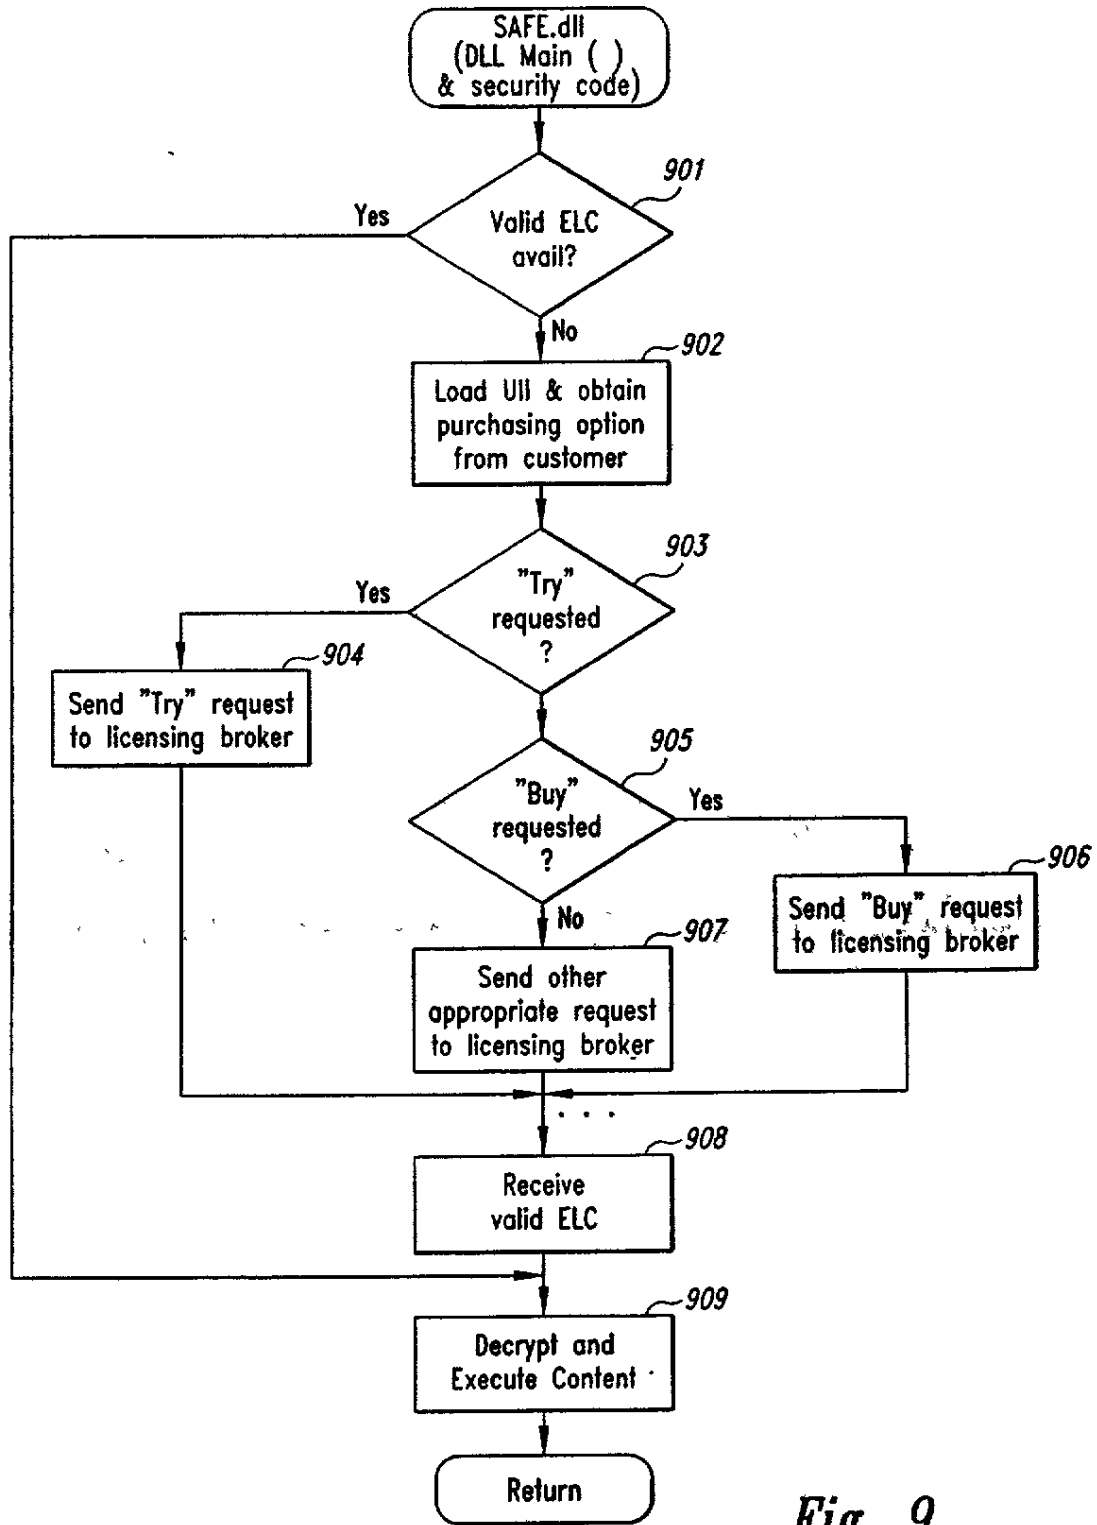 SAFE.dll
(DLL Main ( )
& security code)
901
Yes
Valid ELC
avail?
No
902
Load UII & obtain
purchasing option
from customer
903
Yes
"Try"
requested
?
904
Send "Try" request
to licensing broker
905
"Buy"
requested
?
Yes
906
Send "Buy" request
to licensing broker
No
907
Send other
appropriate request
to licensing broker
. . .
908
Receive
valid ELC
909
Decrypt and
Execute Content
Return
Fig. 9